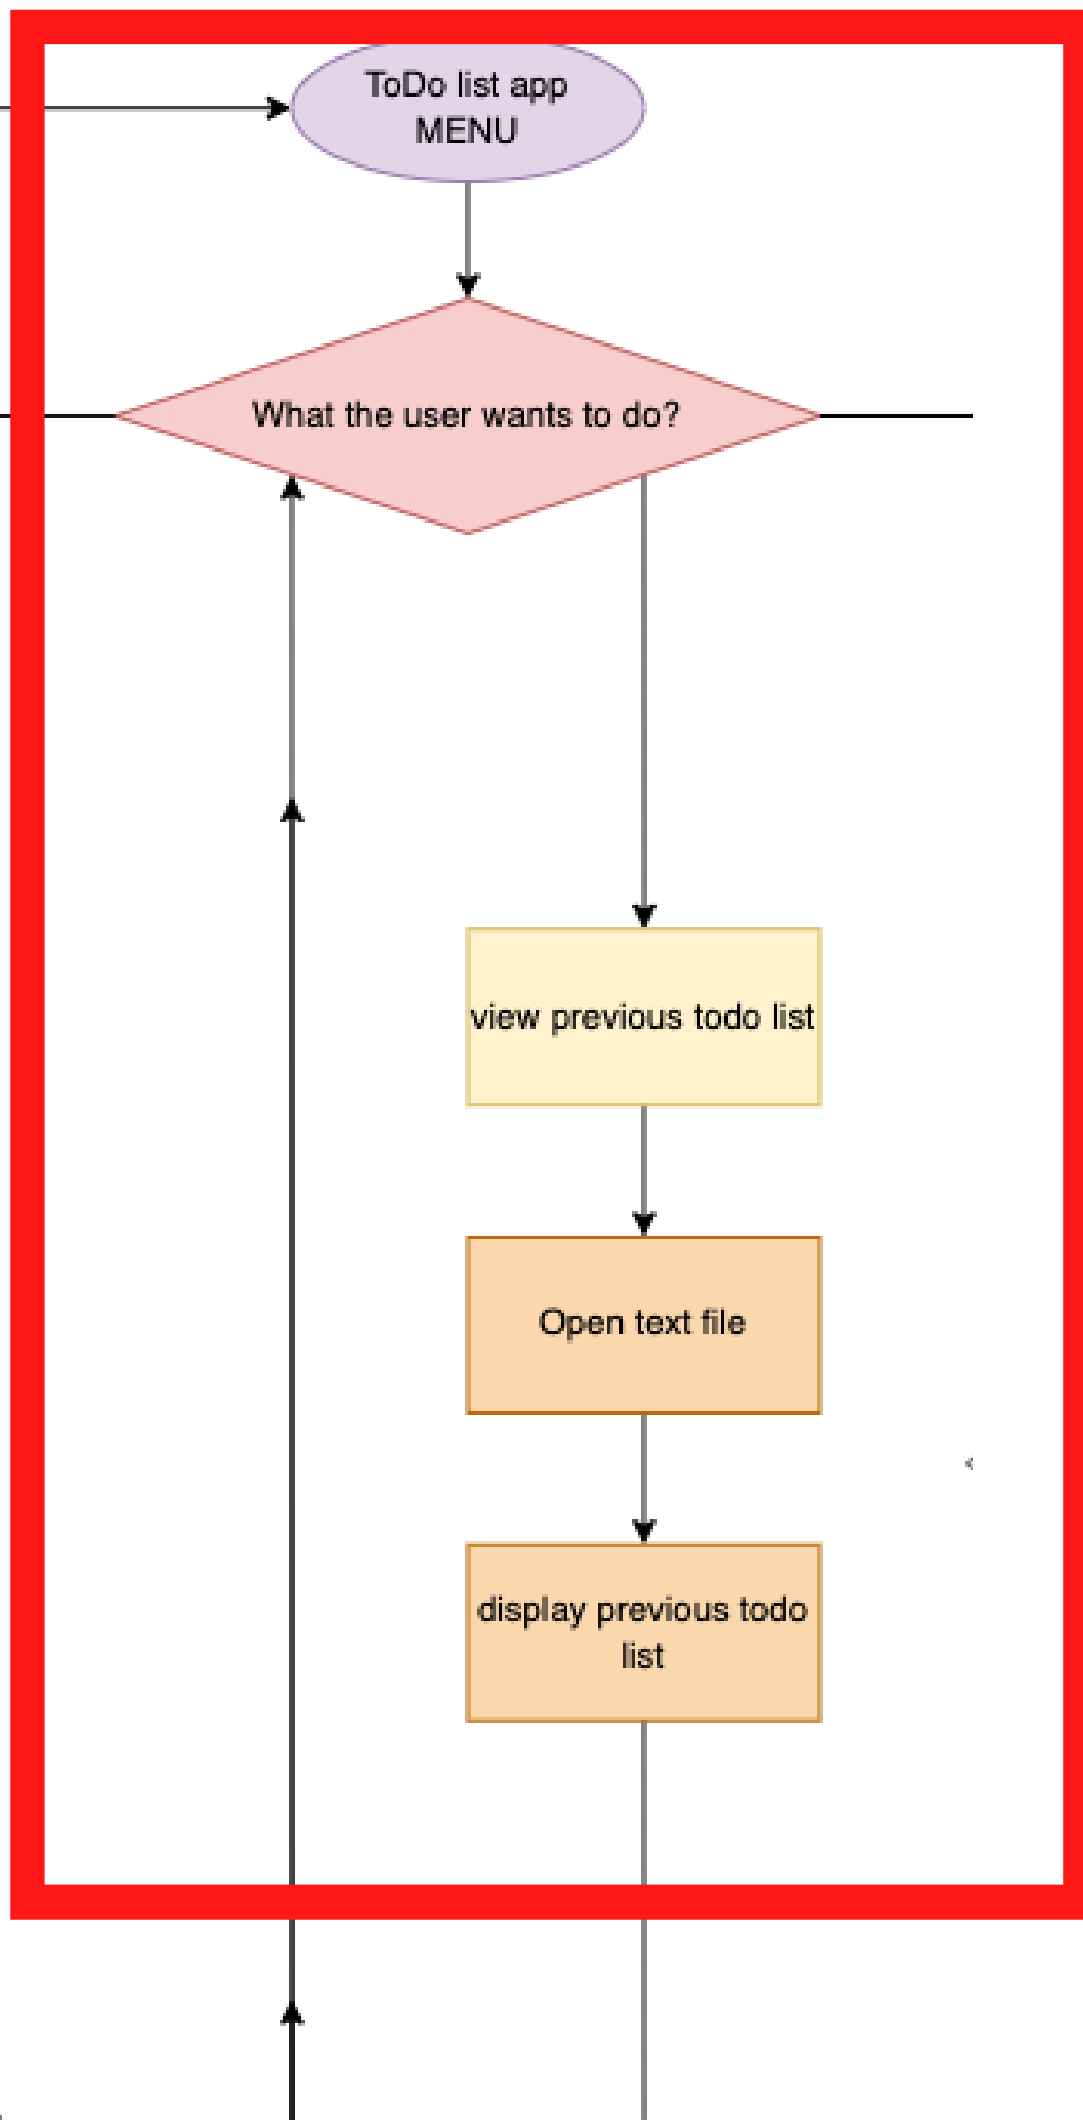 ToDo list app
MENU
What the user wants to do?
view previous todo list
Open text file
display previous todo
list